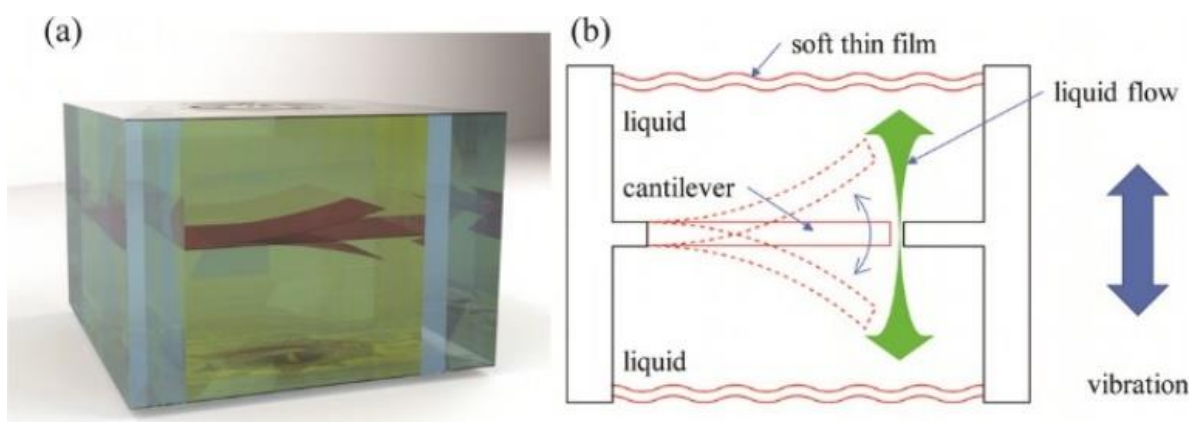 (a)
(b)
soft thin film
liquid flow
liquid
cantilever
liquid
vibration